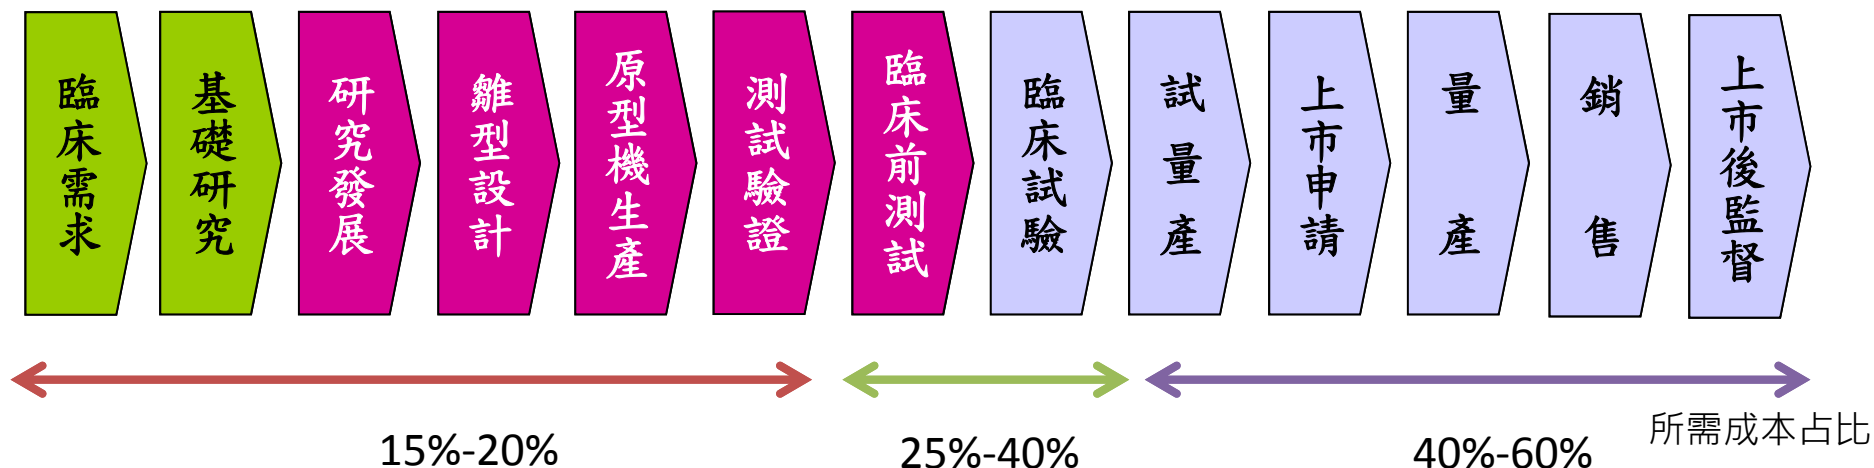 臨床需求
基礎研究
研究發展
雛型設計
原型機生產
測試驗證
臨床前測試
臨床試驗
試量產
上市申請
量產
銷售
上市後監督
15%-20%
25%-40%
40%-60%
所需成本占比